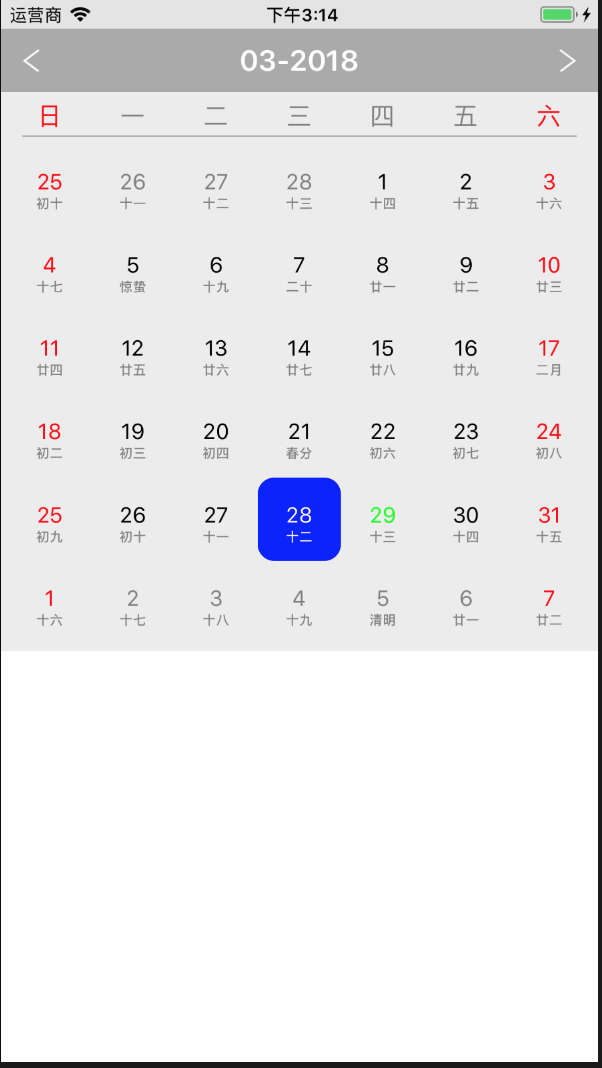 运营商 下午3:14
03-2018
日 一 二 三 四 五 六
25 26 27 28 1 2 3
初十 十一 十二 十三 十四 十五 十六
4 5 6 7 8 9 10
十七 惊蛰 十九 二十 廿一 廿二 廿三
11 12 13 14 15 16 17
廿四 廿五 廿六 廿七 廿八 廿九 二月
18 19 20 21 22 23 24
初二 初三 初四 春分 初六 初七 初八
25 26 27 28 29 30 31
初九 初十 十一 十二 十三 十四 十五
1 2 3 4 5 6 7
十六 十七 十八 十九 清明 廿一 廿二